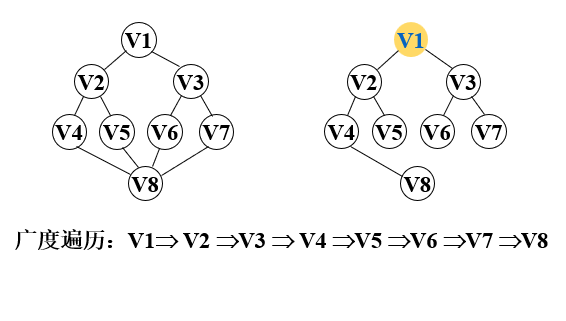 V1 V1
V2 V3 V2 V3
V4 V5 V6 V7 V4 V5 V6 V7
V8 V8
广度遍历：V1⇒ V2 ⇒V3 ⇒ V4 ⇒V5 ⇒V6 ⇒V7 ⇒V8